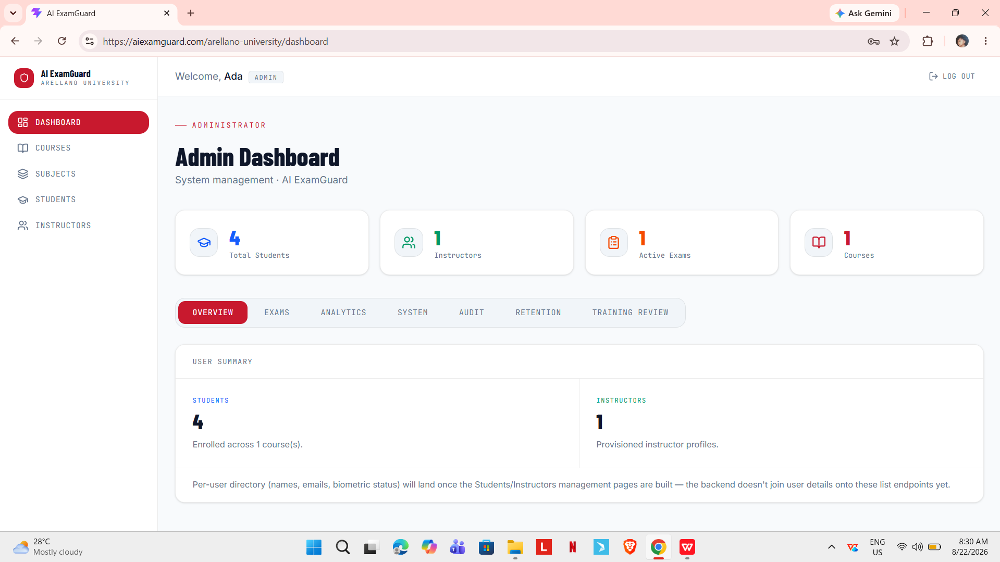 AI ExamGuard
Ask Gemini
https://aiexamguard.com/arellano-university/dashboard
AI ExamGuard
ARELLANO UNIVERSITY
Welcome, Ada
ADMIN
LOG OUT
DASHBOARD
COURSES
SUBJECTS
STUDENTS
INSTRUCTORS
ADMINISTRATOR
Admin Dashboard
System management · AI ExamGuard
4
Total Students
1
Instructors
1
Active Exams
1
Courses
OVERVIEW
EXAMS
ANALYTICS
SYSTEM
AUDIT
RETENTION
TRAINING REVIEW
USER SUMMARY
STUDENTS
4
Enrolled across 1 course(s).
INSTRUCTORS
1
Provisioned instructor profiles.
Per-user directory (names, emails, biometric status) will land once the Students/Instructors management pages are built — the backend doesn't join user details onto these list endpoints yet.
28°C
Mostly cloudy
L
N
W
ENG
US
8:30 AM
8/22/2026